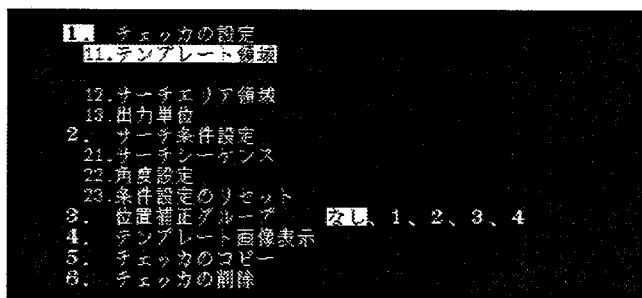 1. チェッカの設定
11.テンプレート領域
12.サーチエリア領域
13.出力単位
2. サーチ条件設定
21.サーチシーケンス
22.角度設定
23.条件設定のリセット
3. 位置補正グループ なし、1、2、3、4
4. テンプレート画像表示
5. チェッカのコピー
6. チェッカの削除